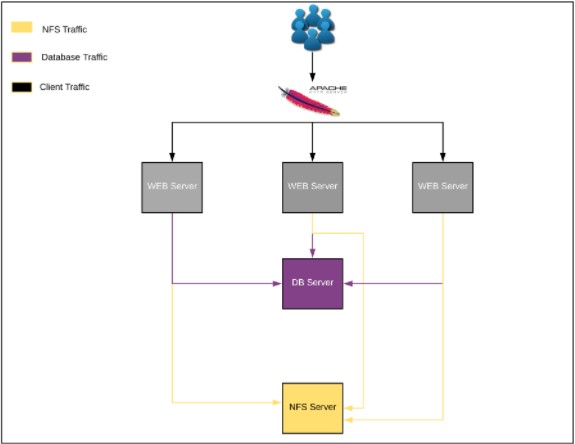 NFS Traffic
Database Traffic
Client Traffic
APACHE
WEB Server
WEB Server
WEB Server
DB Server
NFS Server